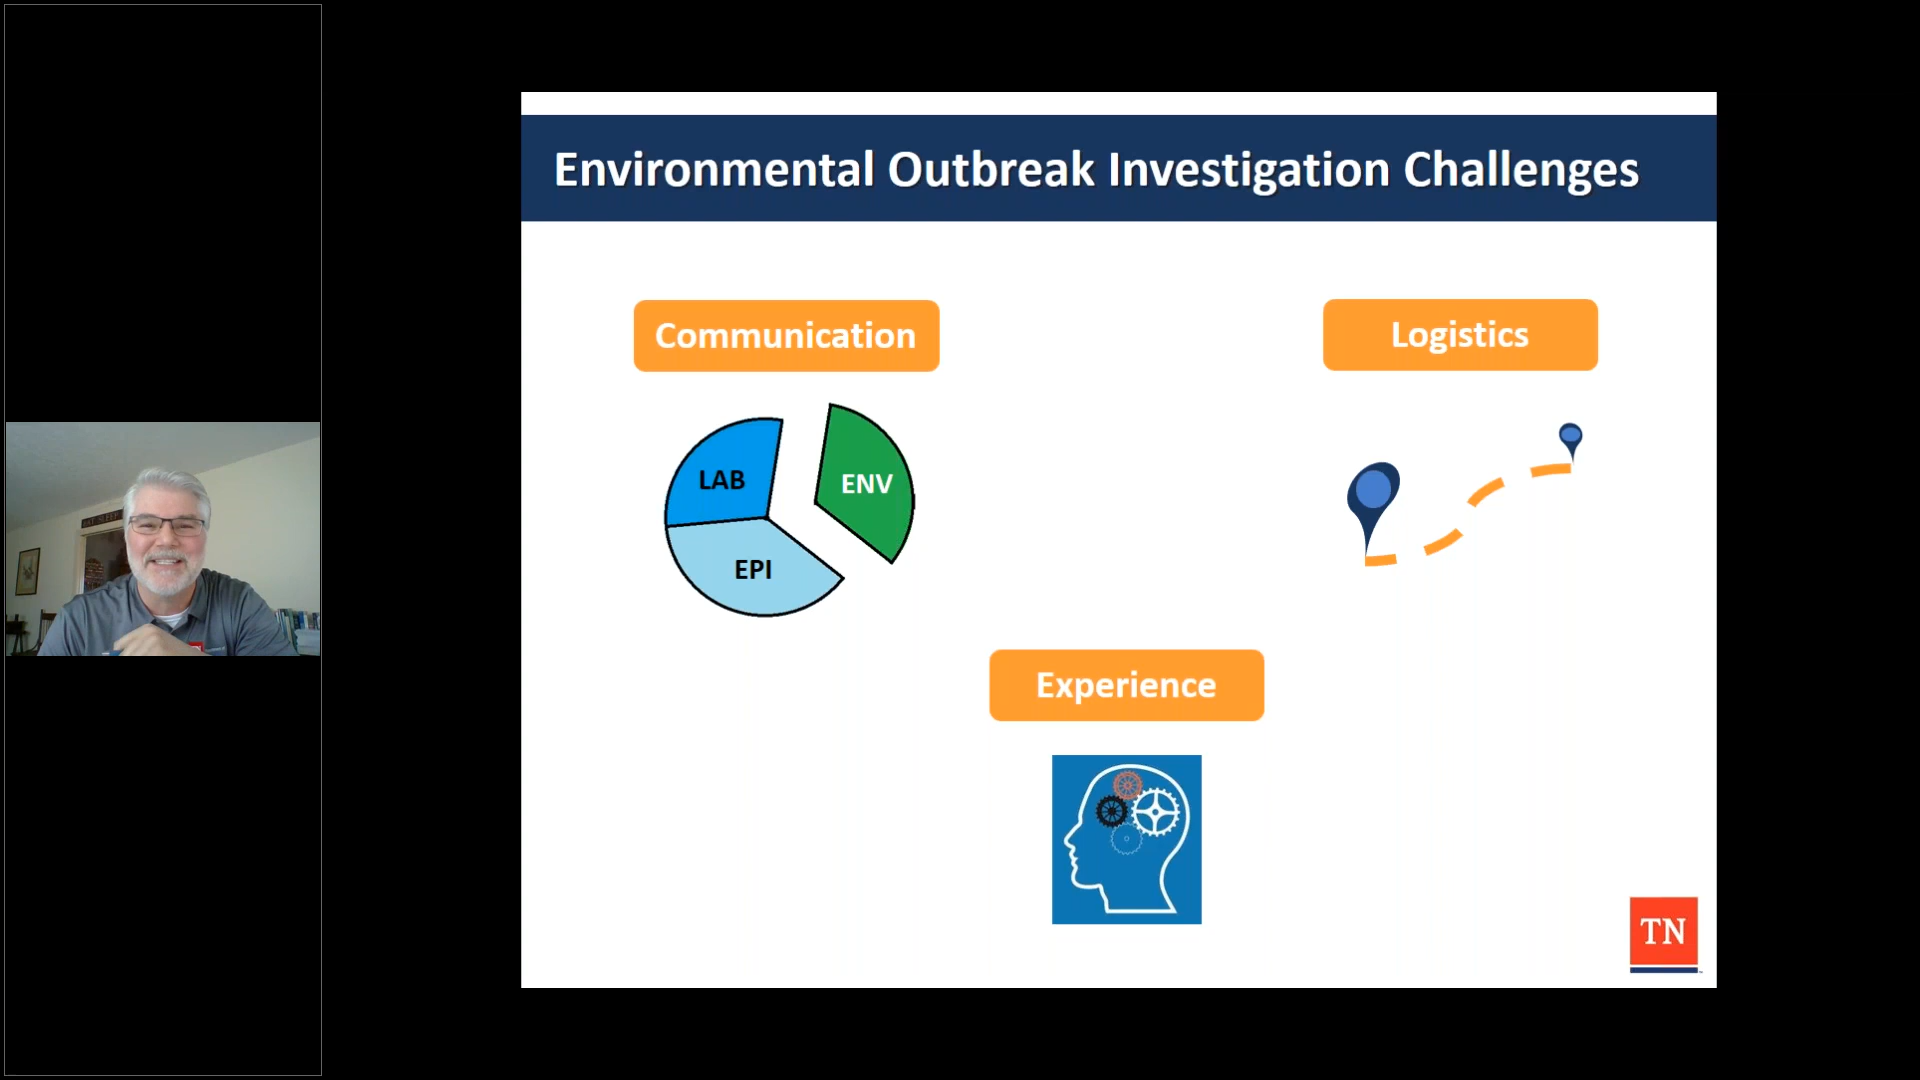 Environmental Outbreak Investigation Challenges
Communication
Logistics
LAB
ENV
EPI
Experience
TN